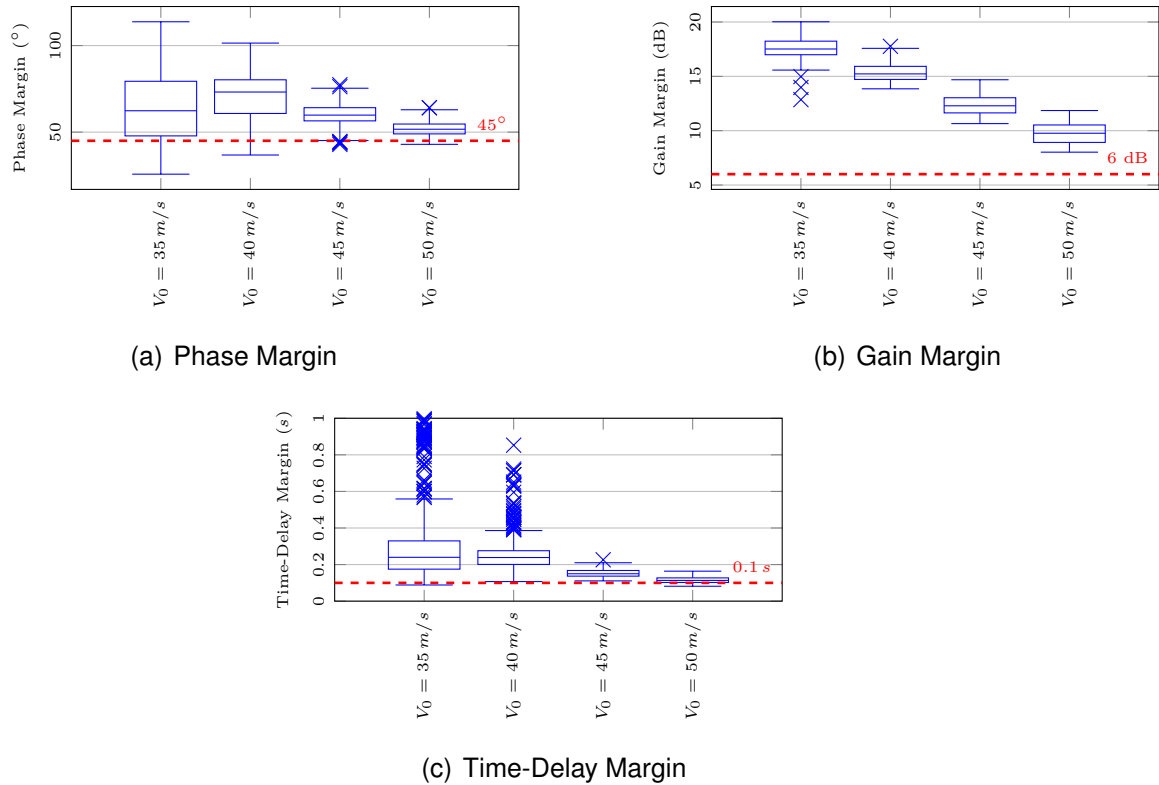 Phase Margin (°)
100
50
45°
V₀ = 35 m/s
V₀ = 40 m/s
V₀ = 45 m/s
V₀ = 50 m/s
(a) Phase Margin
Gain Margin (dB)
20
15
10
5
6 dB
V₀ = 35 m/s
V₀ = 40 m/s
V₀ = 45 m/s
V₀ = 50 m/s
(b) Gain Margin
Time-Delay Margin (s)
1
0.8
0.6
0.4
0.2
0
0.1 s
V₀ = 35 m/s
V₀ = 40 m/s
V₀ = 45 m/s
V₀ = 50 m/s
(c) Time-Delay Margin